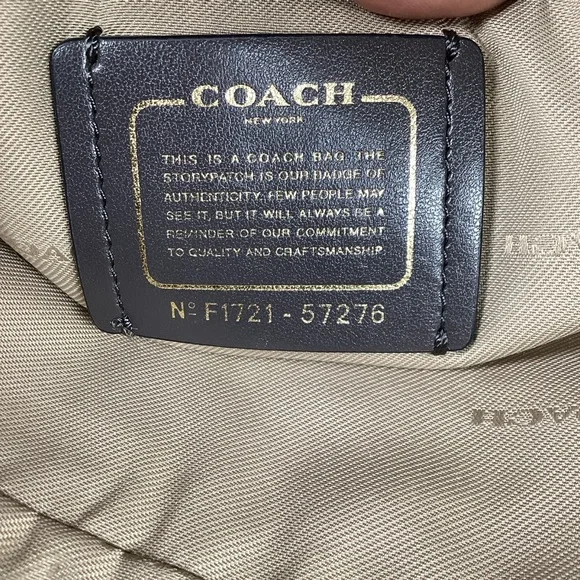 COACH
NEW YORK
THIS IS A COACH BAG. THE
STORYPATCH IS OUR BADGE OF
AUTHENTICITY. FEW PEOPLE MAY
SEE IT, BUT IT WILL ALWAYS BE A
REMINDER OF OUR COMMITMENT
TO QUALITY AND CRAFTSMANSHIP.
Nº F1721 - 57276
COACH